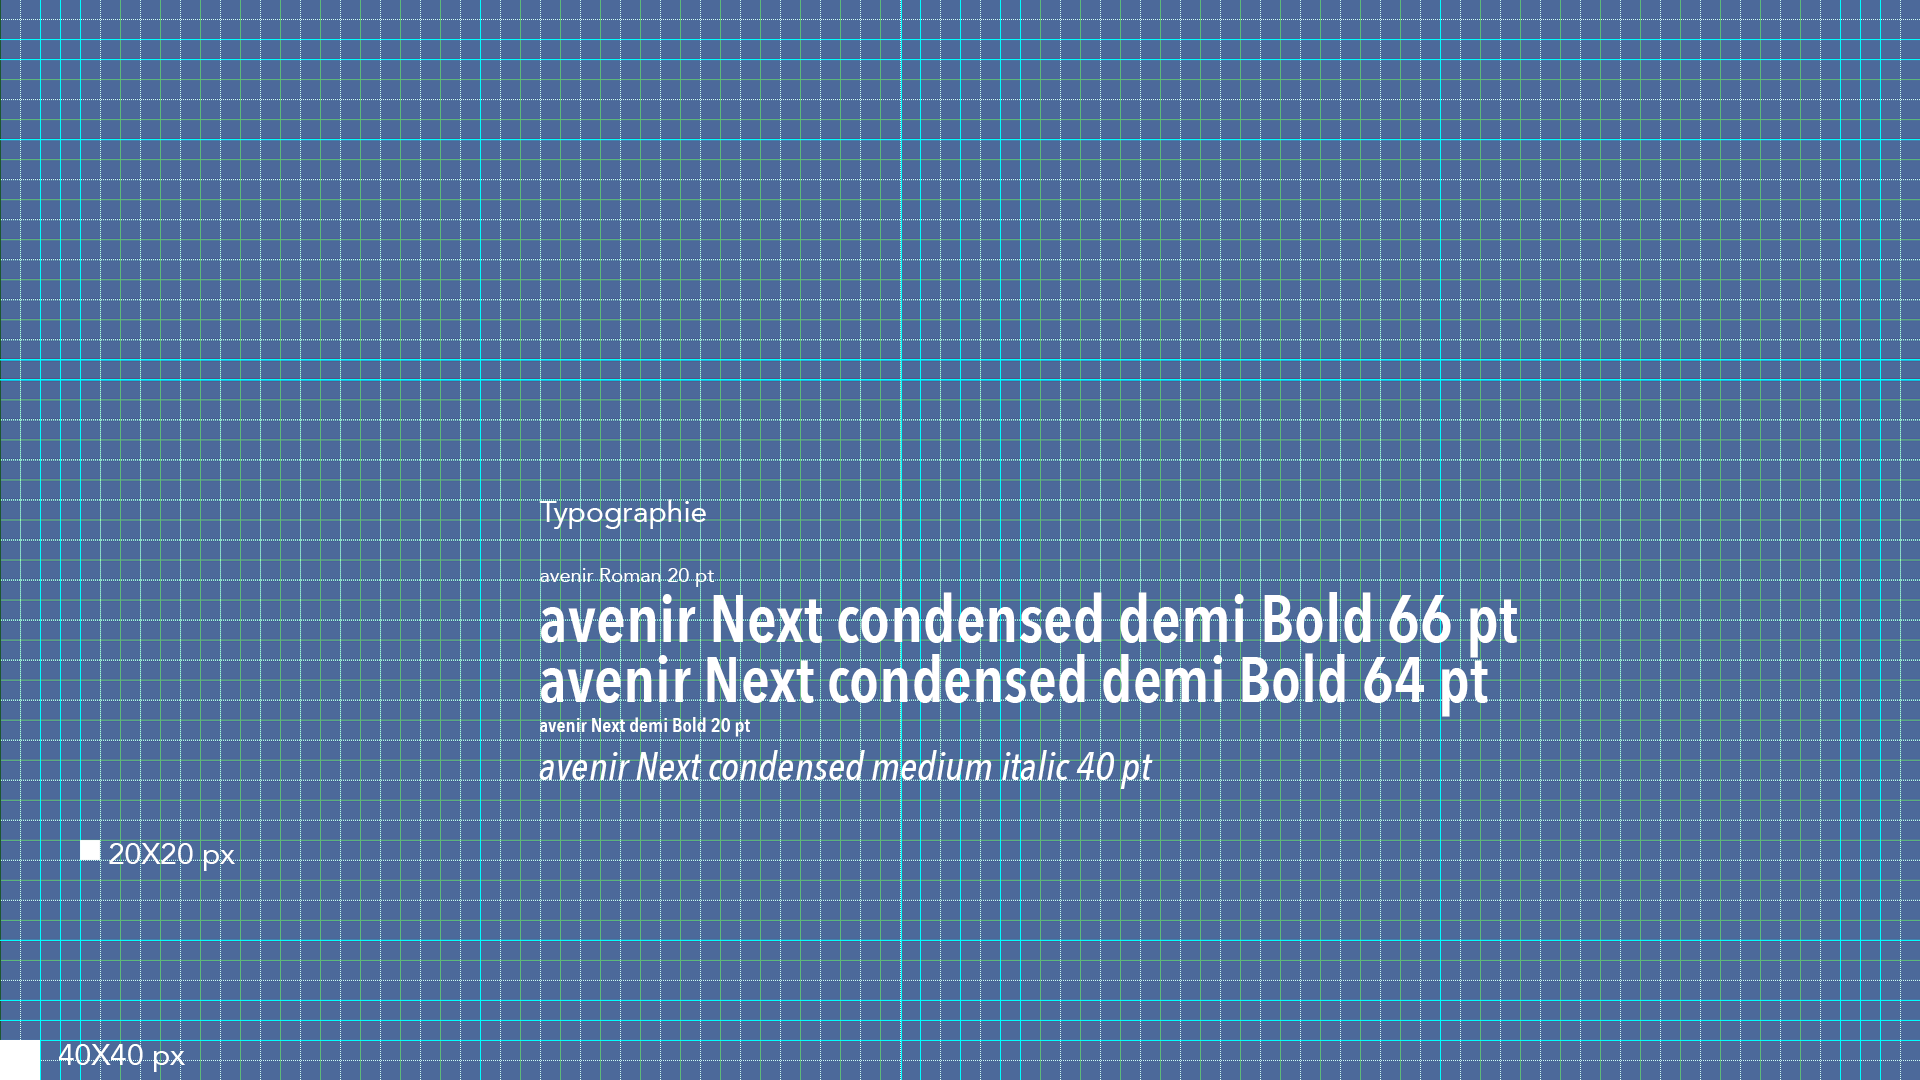 Typographie
avenir Roman 20 pt
avenir Next condensed demi Bold 66 pt
avenir Next condensed demi Bold 64 pt
avenir Next demi Bold 20 pt
avenir Next condensed medium italic 40 pt
20X20 px
40X40 px